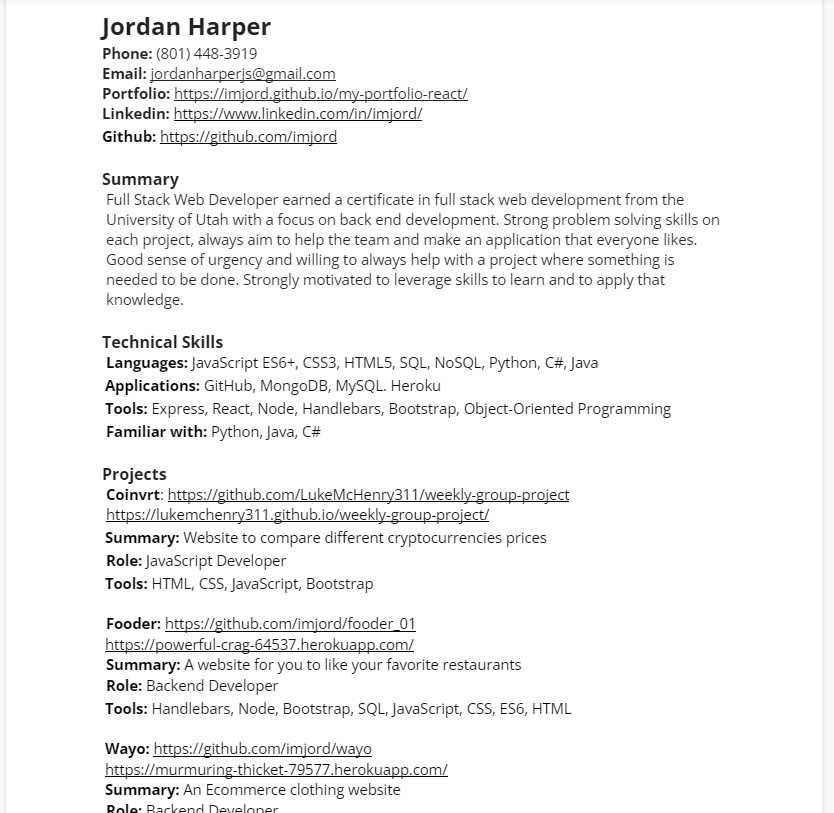 Jordan Harper
Phone: (801) 448-3919
Email: jordanharperjs@gmail.com
Portfolio: https://imjord.github.io/my-portfolio-react/
Linkedin: https://www.linkedin.com/in/imjord/
Github: https://github.com/imjord
Summary
Full Stack Web Developer earned a certificate in full stack web development from the
University of Utah with a focus on back end development. Strong problem solving skills on
each project, always aim to help the team and make an application that everyone likes.
Good sense of urgency and willing to always help with a project where something is
needed to be done. Strongly motivated to leverage skills to learn and to apply that
knowledge.
Technical Skills
Languages: JavaScript ES6+, CSS3, HTML5, SQL, NoSQL, Python, C#, Java
Applications: GitHub, MongoDB, MySQL. Heroku
Tools: Express, React, Node, Handlebars, Bootstrap, Object-Oriented Programming
Familiar with: Python, Java, C#
Projects
Coinvrt: https://github.com/LukeMcHenry311/weekly-group-project
https://lukemchenry311.github.io/weekly-group-project/
Summary: Website to compare different cryptocurrencies prices
Role: JavaScript Developer
Tools: HTML, CSS, JavaScript, Bootstrap
Fooder: https://github.com/imjord/fooder_01
https://powerful-crag-64537.herokuapp.com/
Summary: A website for you to like your favorite restaurants
Role: Backend Developer
Tools: Handlebars, Node, Bootstrap, SQL, JavaScript, CSS, ES6, HTML
Wayo: https://github.com/imjord/wayo
https://murmuring-thicket-79577.herokuapp.com/
Summary: An Ecommerce clothing website
Role: Backend Developer